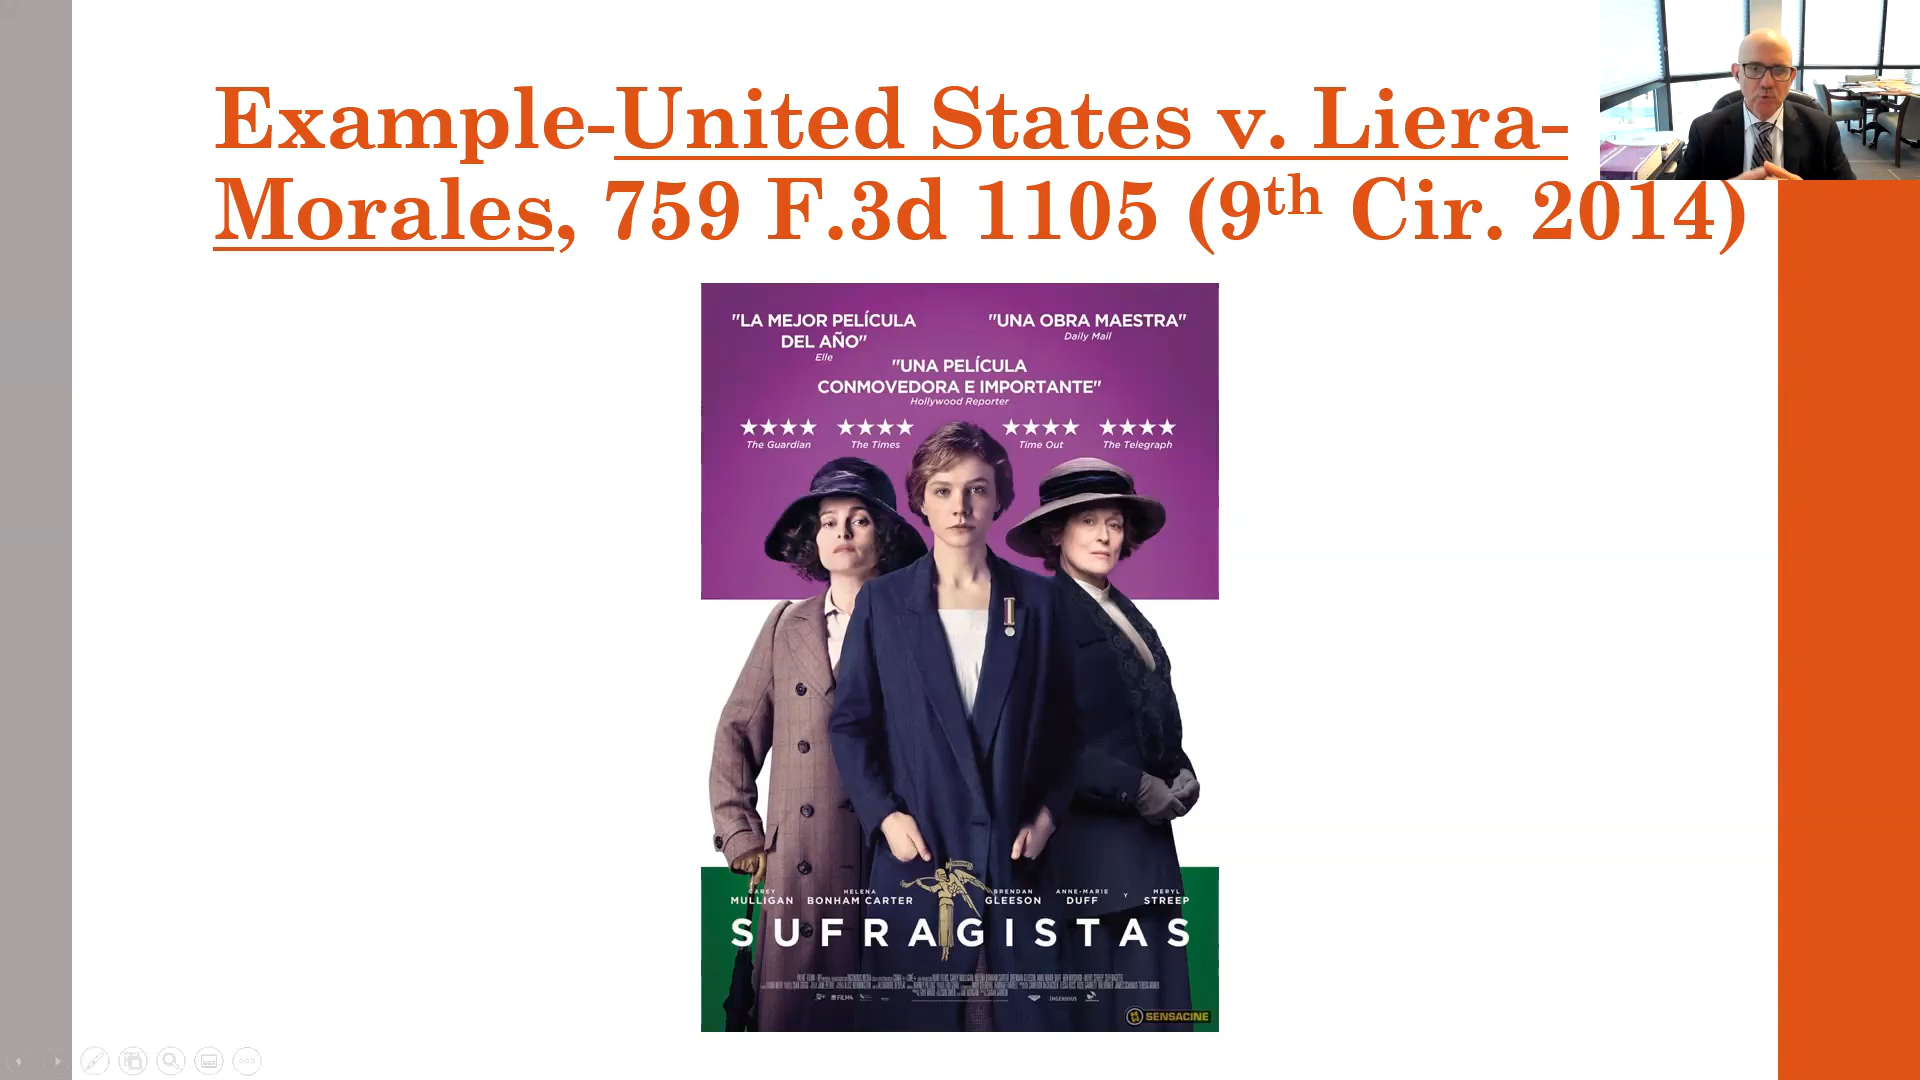 Example-United States v. Liera-
Morales, 759 F.3d 1105 (9th Cir. 2014)
"LA MEJOR PELÍCULA
DEL AÑO"
Elle
"UNA OBRA MAESTRA"
Daily Mail
"UNA PELÍCULA
CONMOVEDORA E IMPORTANTE"
Hollywood Reporter
★★★★ ★★★★ ★★★★ ★★★★
The Guardian The Times Time Out The Telegraph
CAREY HELENA BRENDAN ANNE-MARIE MERYL
MULLIGAN BONHAM CARTER GLEESON DUFF Y STREEP
SUFRAGISTAS
FILM4 INGENIOUS
SENSACINE